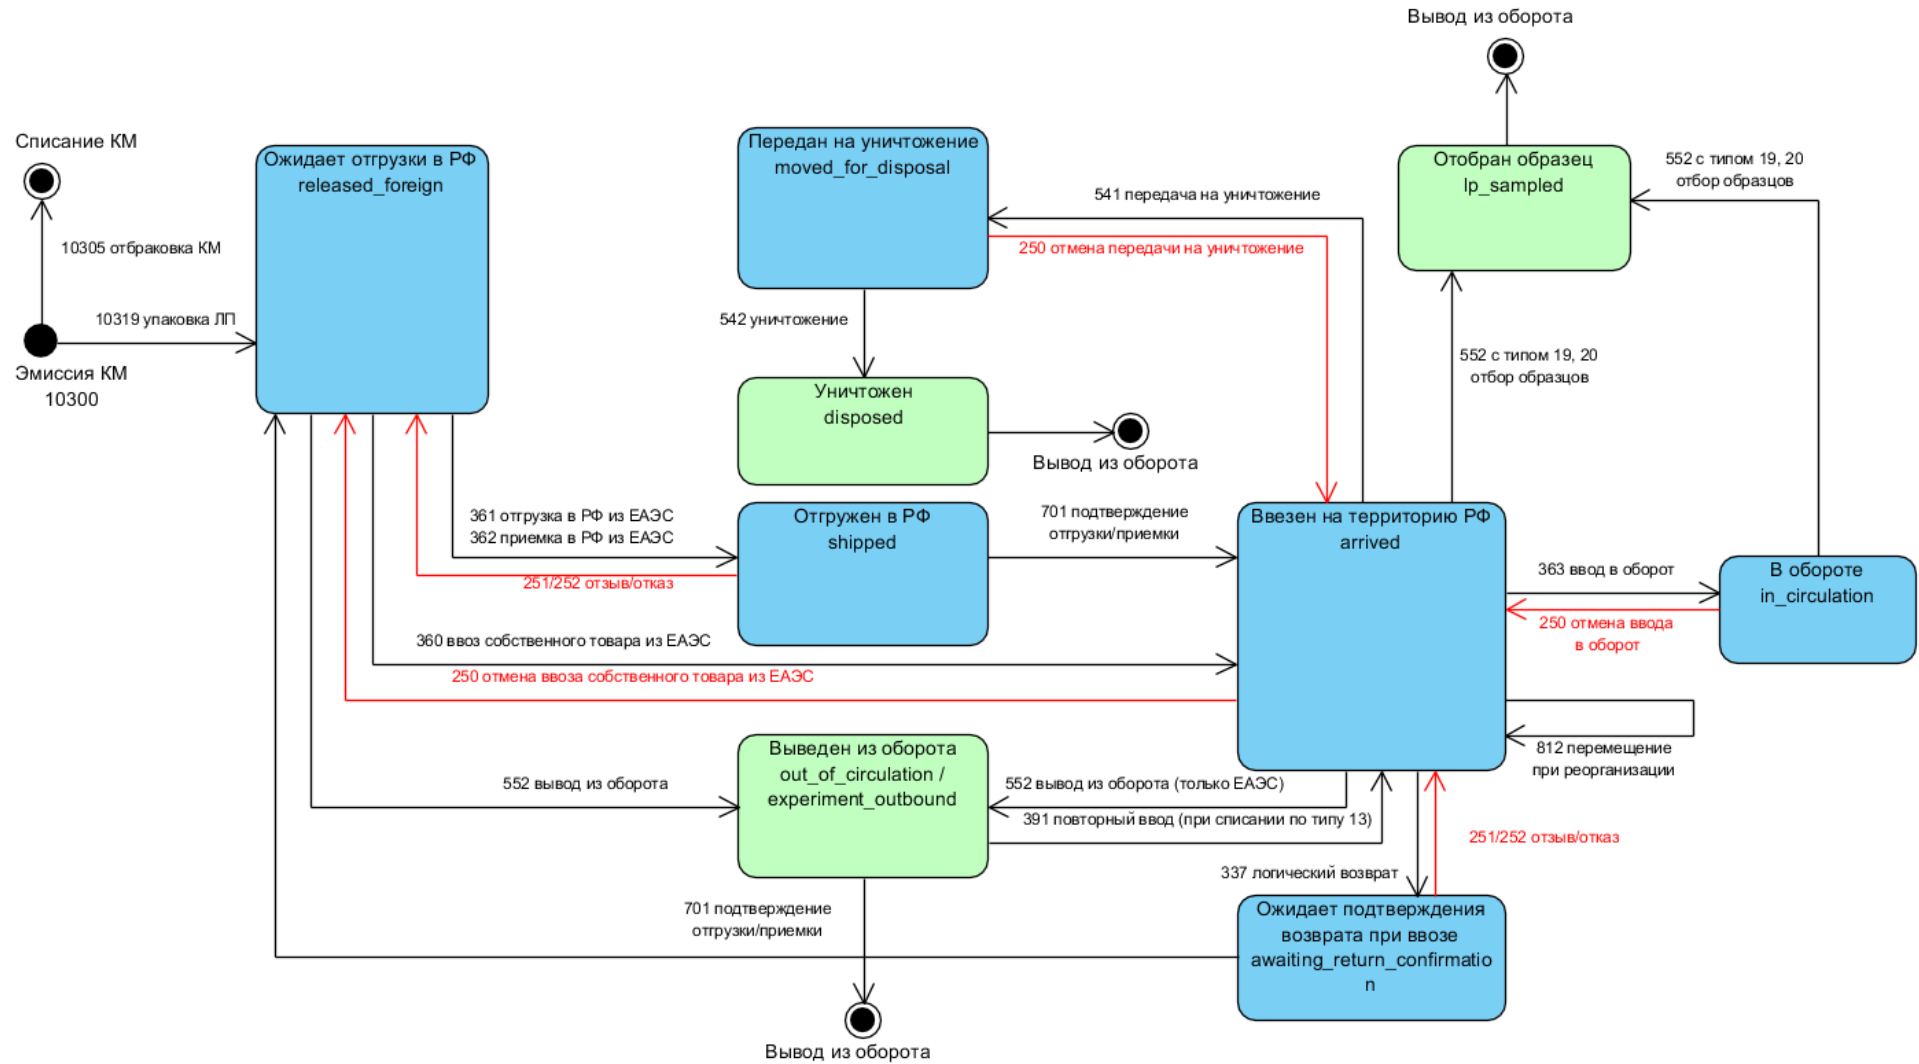 Вывод из оборота
Списание КМ
Ожидает отгрузки в РФ
released_foreign
Передан на уничтожение
moved_for_disposal
Отобран образец
lp_sampled
552 с типом 19, 20
отбор образцов
541 передача на уничтожение
10305 отбраковка КМ
250 отмена передачи на уничтожение
10319 упаковка ЛП
542 уничтожение
Эмиссия КМ
10300
552 с типом 19, 20
отбор образцов
Уничтожен
disposed
Вывод из оборота
361 отгрузка в РФ из ЕАЭС
362 приемка в РФ из ЕАЭС
Отгружен в РФ
shipped
701 подтверждение
отгрузки/приемки
Ввезен на территорию РФ
arrived
251/252 отзыв/отказ
363 ввод в оборот
В обороте
in_circulation
250 отмена ввода
в оборот
360 ввоз собственного товара из ЕАЭС
250 отмена ввоза собственного товара из ЕАЭС
812 перемещение
при реорганизации
Выведен из оборота
out_of_circulation /
experiment_outbound
552 вывод из оборота
552 вывод из оборота (только ЕАЭС)
391 повторный ввод (при списании по типу 13)
251/252 отзыв/отказ
337 логический возврат
701 подтверждение
отгрузки/приемки
Ожидает подтверждения
возврата при ввозе
awaiting_return_confirmatio
n
Вывод из оборота